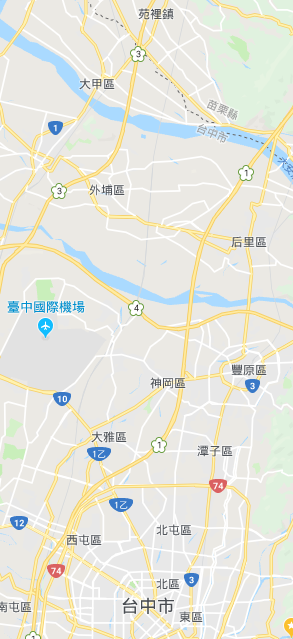 苑裡鎮
3
大甲區
苗栗縣
台中市
1
大安
1
3
外埔區
后里區
臺中國際機場
4
神岡區
豐原區
3
10
大雅區
1
1乙
潭子區
74
1乙
12
北屯區
西屯區
74
北區
3
台中市
南屯區
東區
1